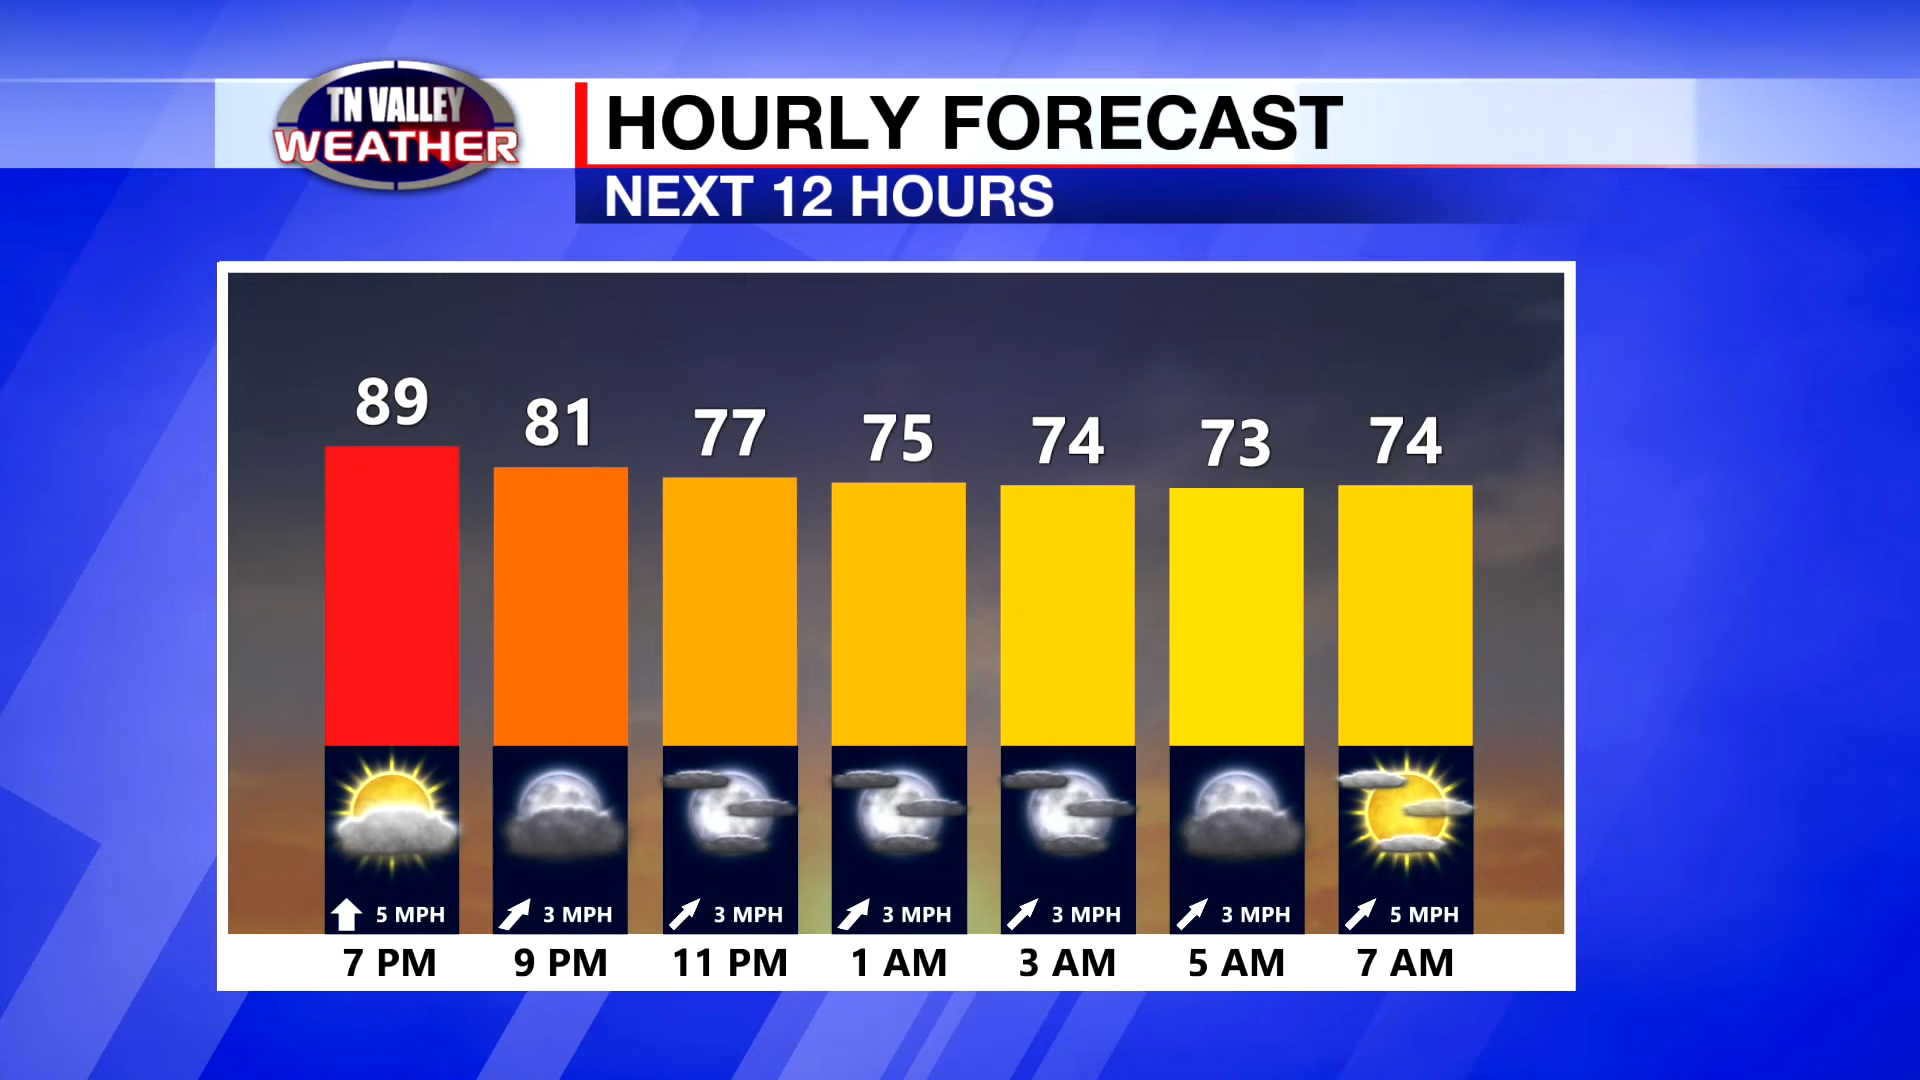 TN VALLEY
WEATHER
HOURLY FORECAST
NEXT 12 HOURS
89 81 77 75 74 73 74
5 MPH 3 MPH 3 MPH 3 MPH 3 MPH 3 MPH 5 MPH
7 PM 9 PM 11 PM 1 AM 3 AM 5 AM 7 AM